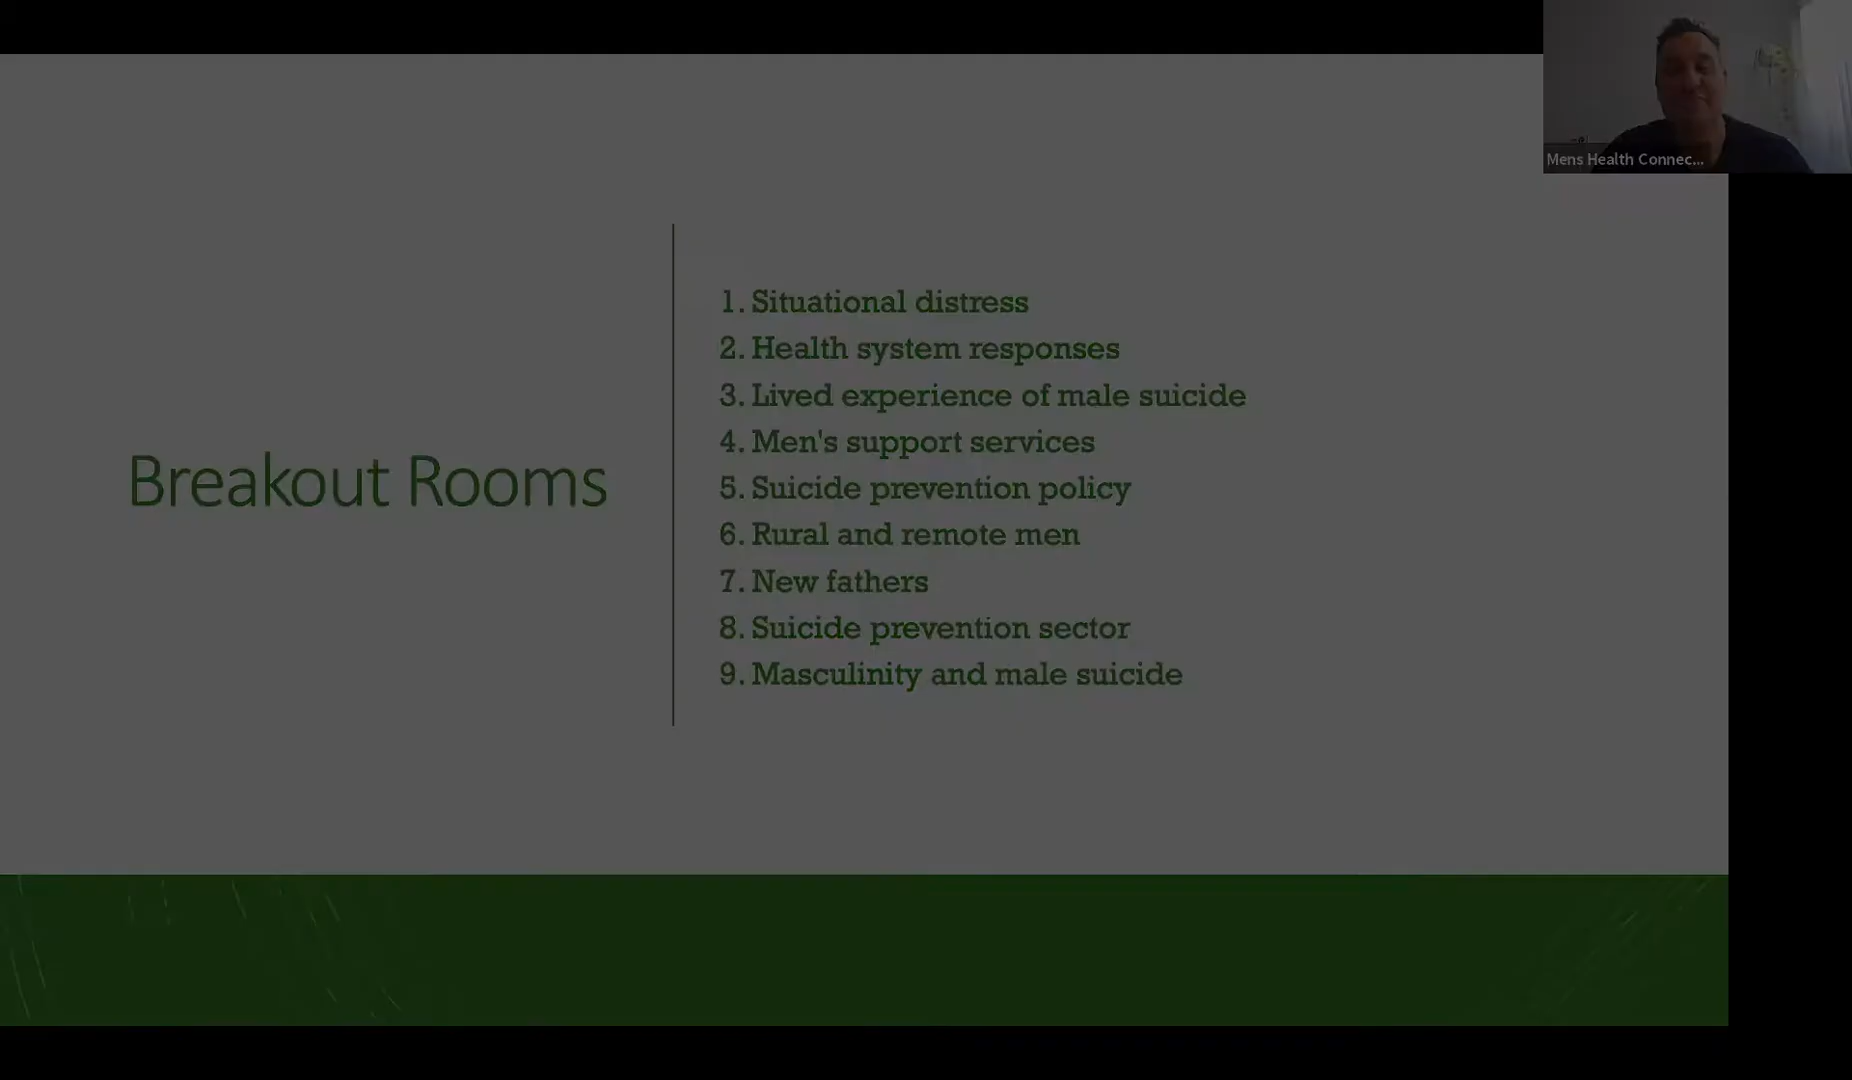 Mens Health Connec...
Breakout Rooms
1. Situational distress
2. Health system responses
3. Lived experience of male suicide
4. Men's support services
5. Suicide prevention policy
6. Rural and remote men
7. New fathers
8. Suicide prevention sector
9. Masculinity and male suicide